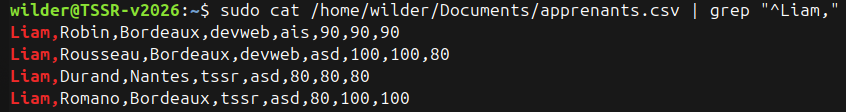 wilder@TSSR-v2026:~$ sudo cat /home/wilder/Documents/apprenants.csv | grep "^Liam,"
Liam,Robin,Bordeaux,devweb,ais,90,90,90
Liam,Rousseau,Bordeaux,devweb,asd,100,100,80
Liam,Durand,Nantes,tssr,asd,80,80,80
Liam,Romano,Bordeaux,tssr,asd,80,100,100